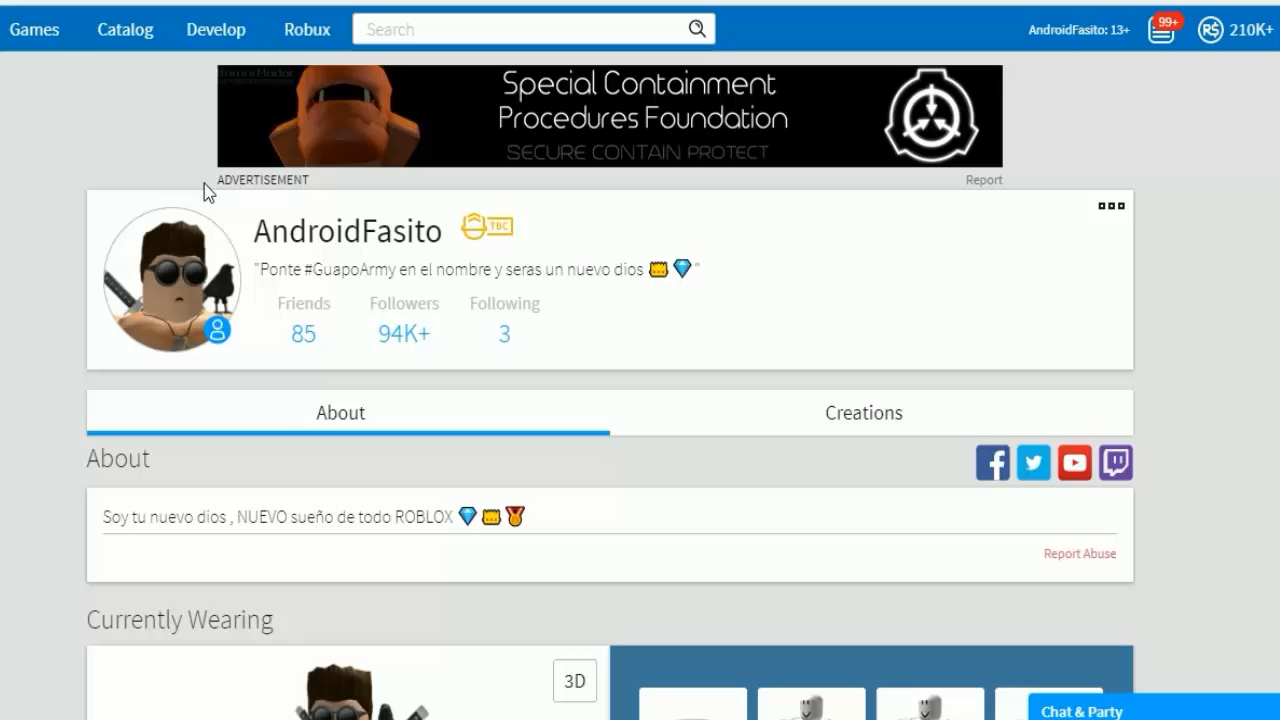 Games Catalog Develop Robux Search AndroidFasito: 13+ 99+ R$ 210K+
Special Containment
Procedures Foundation
SECURE CONTAIN PROTECT
ADVERTISEMENT Report
AndroidFasito TBC
"Ponte #GuapoArmy en el nombre y seras un nuevo dios "
Friends Followers Following
85 94K+ 3
About Creations
About
Soy tu nuevo dios , NUEVO sueño de todo ROBLOX
Report Abuse
Currently Wearing
3D
Chat & Party